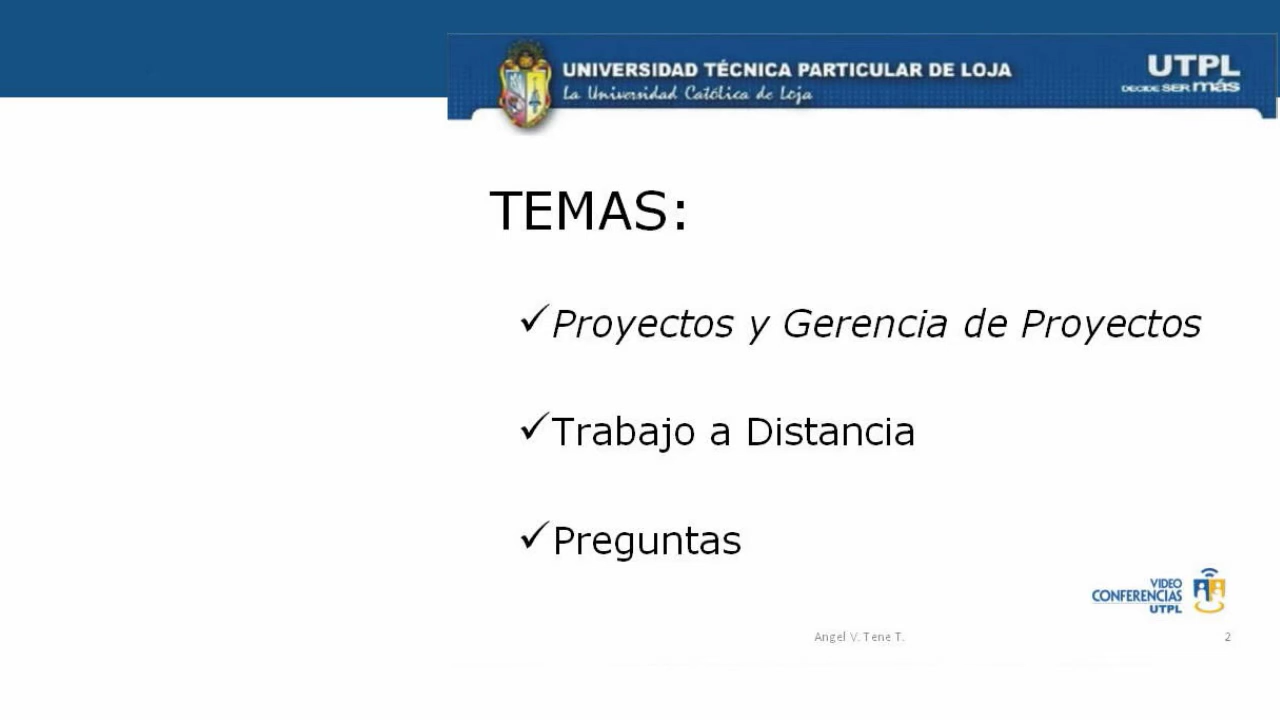 UNIVERSIDAD TÉCNICA PARTICULAR DE LOJA
La Universidad Católica de Loja
UTPL
DECIDE SER más
TEMAS:
✓Proyectos y Gerencia de Proyectos
✓Trabajo a Distancia
✓Preguntas
VIDEO
CONFERENCIAS
UTPL
Angel V. Tene T.
2